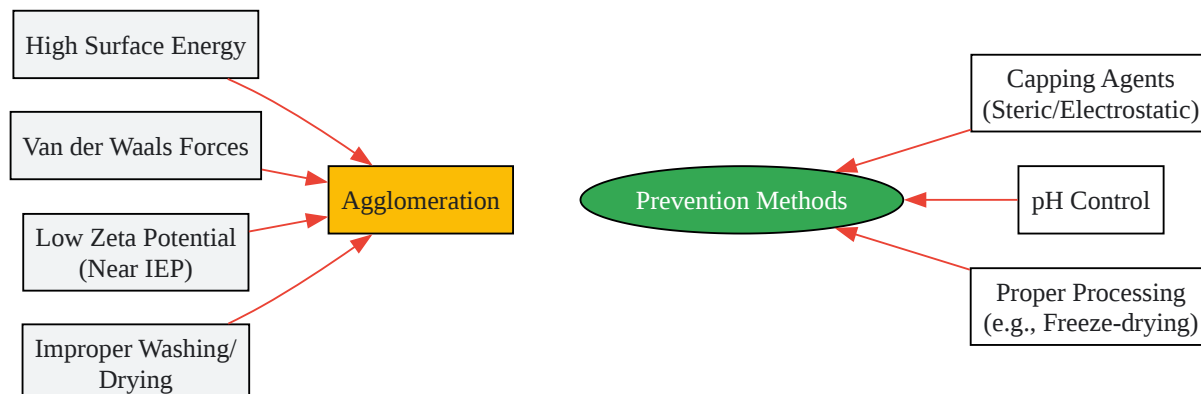 High Surface Energy
Van der Waals Forces
Low Zeta Potential
(Near IEP)
Improper Washing/
Drying
Agglomeration
Prevention Methods
Capping Agents
(Steric/Electrostatic)
pH Control
Proper Processing
(e.g., Freeze-drying)